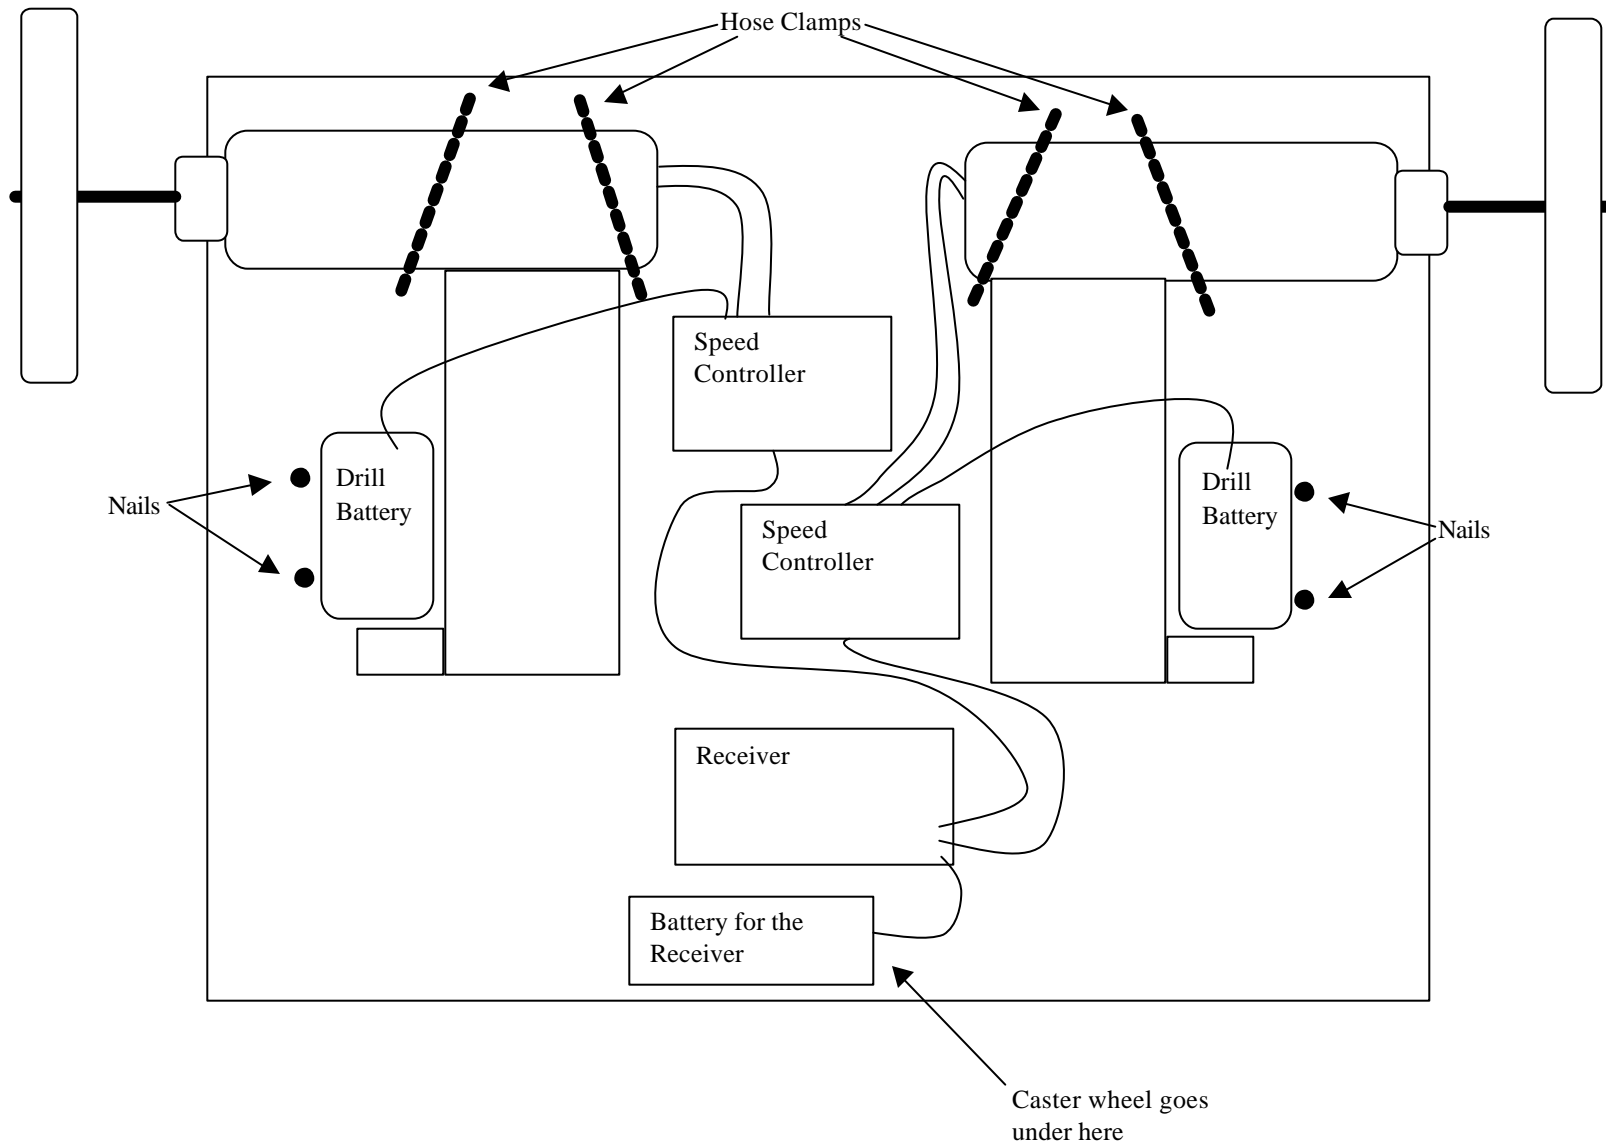 Hose Clamps
Speed
Controller
Drill
Battery
Drill
Battery
Nails
Speed
Controller
Nails
Receiver
Battery for the
Receiver
Caster wheel goes
under here